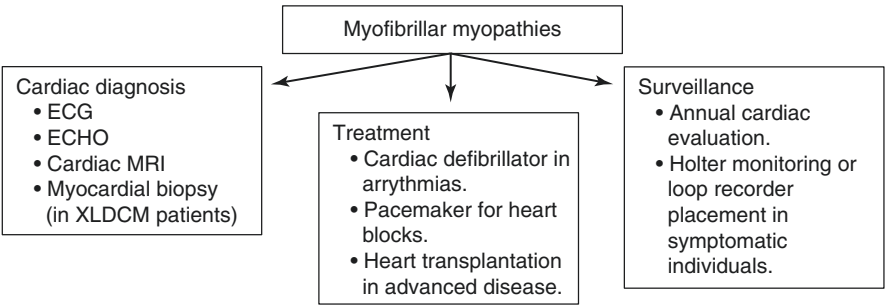 Myofibrillar myopathies
Cardiac diagnosis
• ECG
• ECHO
• Cardiac MRI
• Myocardial biopsy
(in XLDCM patients)
Treatment
• Cardiac defibrillator in
arrythmias.
• Pacemaker for heart
blocks.
• Heart transplantation
in advanced disease.
Surveillance
• Annual cardiac
evaluation.
• Holter monitoring or
loop recorder
placement in
symptomatic
individuals.